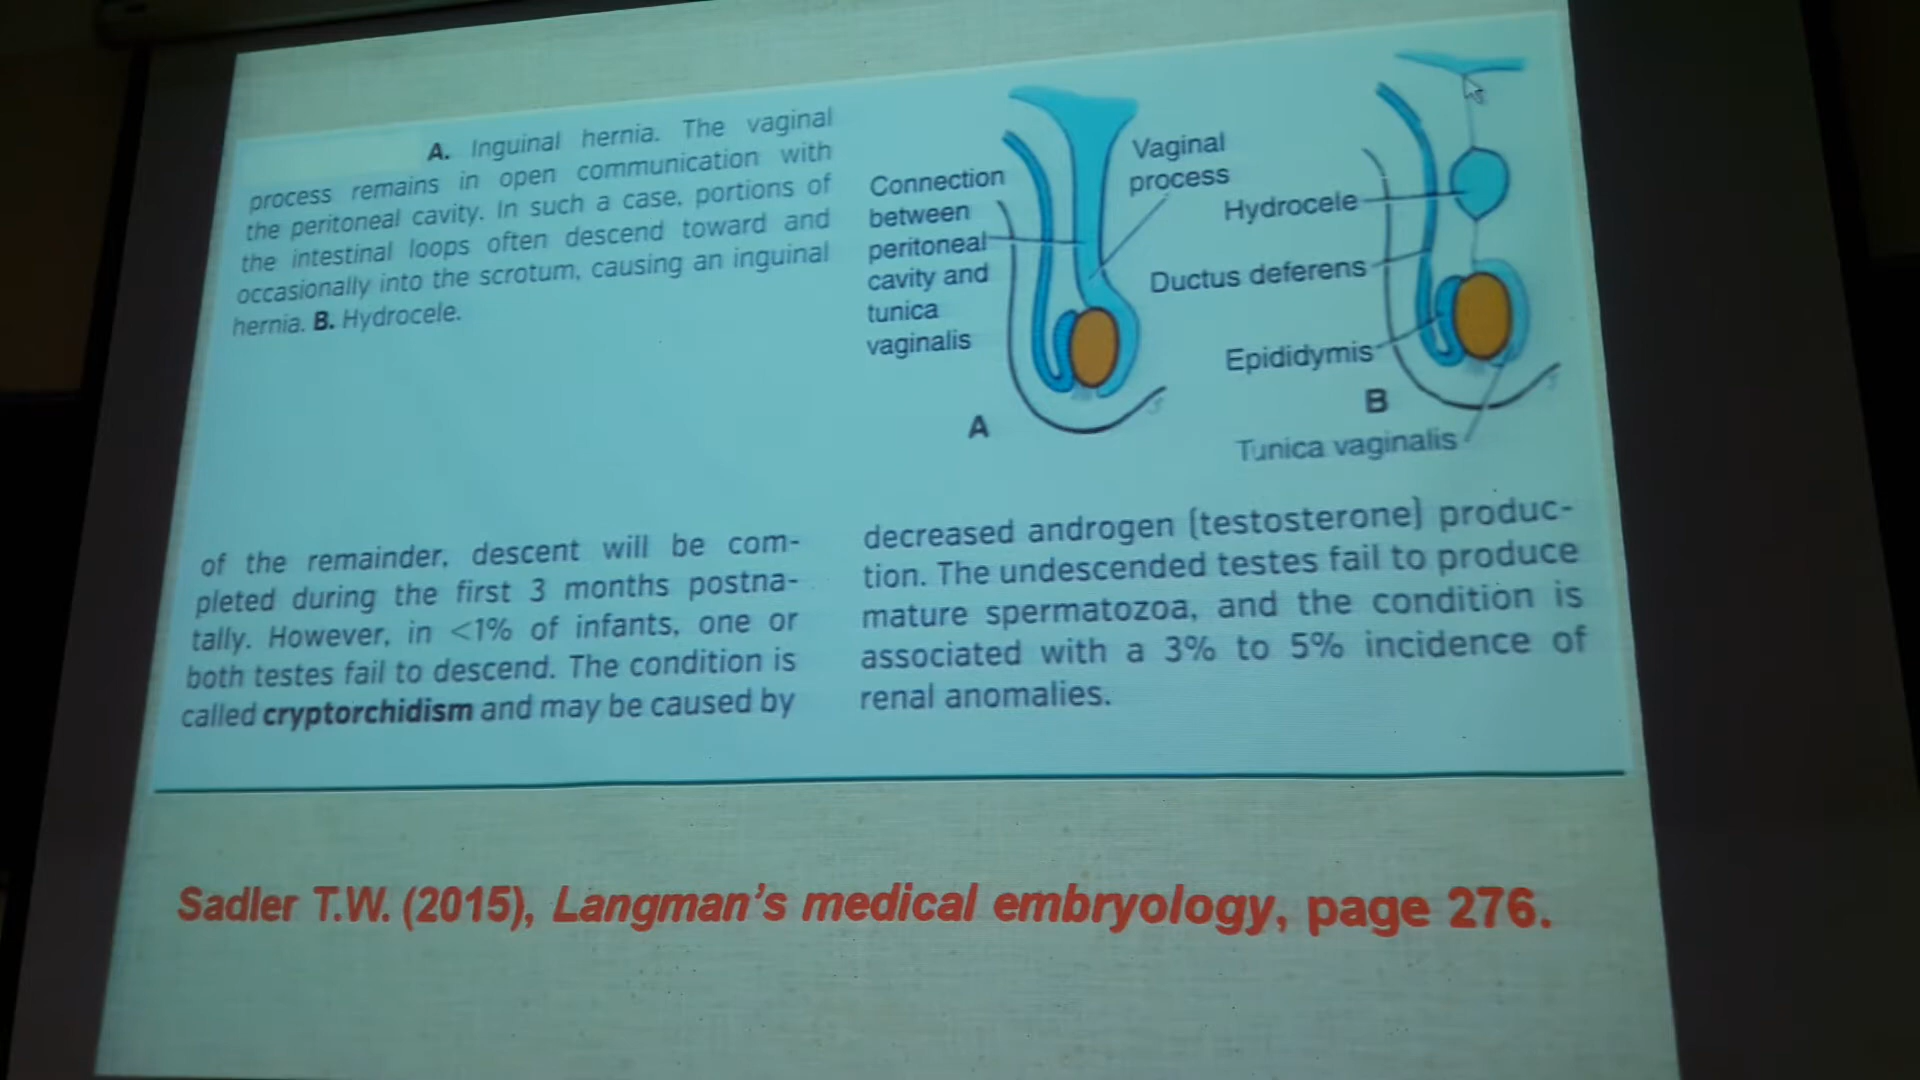 A. Inguinal hernia. The vaginal
process remains in open communication with
the peritoneal cavity. In such a case, portions of
the intestinal loops often descend toward and
occasionally into the scrotum, causing an inguinal
hernia. B. Hydrocele.
Connection
between
peritoneal
cavity and
tunica
vaginalis
Vaginal
process
A
Hydrocele
Ductus deferens
Epididymis
B
Tunica vaginalis
of the remainder, descent will be com-
pleted during the first 3 months postna-
tally. However, in <1% of infants, one or
both testes fail to descend. The condition is
called cryptorchidism and may be caused by
decreased androgen (testosterone) produc-
tion. The undescended testes fail to produce
mature spermatozoa, and the condition is
associated with a 3% to 5% incidence of
renal anomalies.
Sadler T.W. (2015), Langman's medical embryology, page 276.